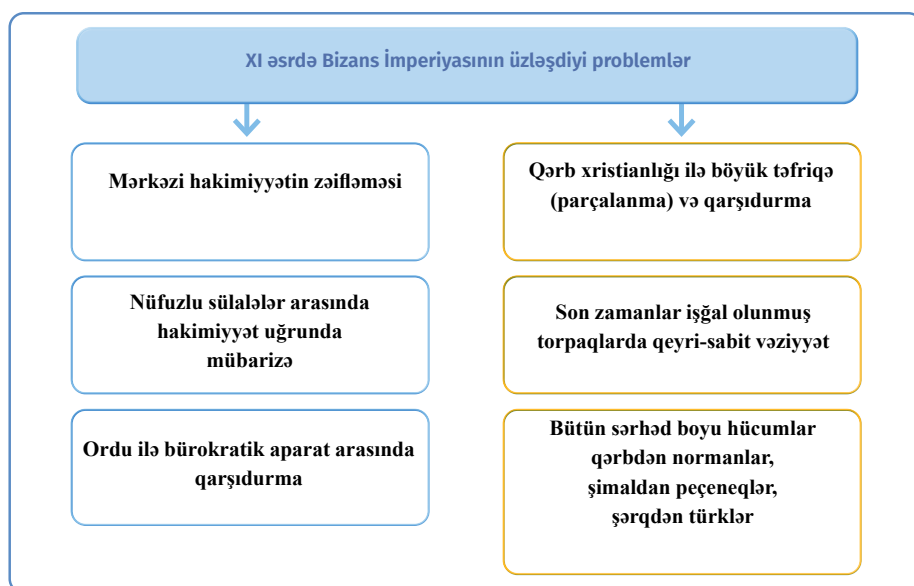 XI əsrdə Bizans İmperiyasının üzləşdiyi problemlər
Mərkəzi hakimiyyətin zəifləməsi
Nüfuzlu sülalələr arasında
hakimiyyət uğrunda
mübarizə
Ordu ilə bürokratik aparat arasında
qarşıdurma
Qərb xristianlığı ilə böyük təfriqə
(parçalanma) və qarşıdurma
Son zamanlar işğal olunmuş
torpaqlarda qeyri-sabit vəziyyət
Bütün sərhəd boyu hücumlar
qərbdən normanlar,
şimaldan peçeneqlər,
şərqdən türklər